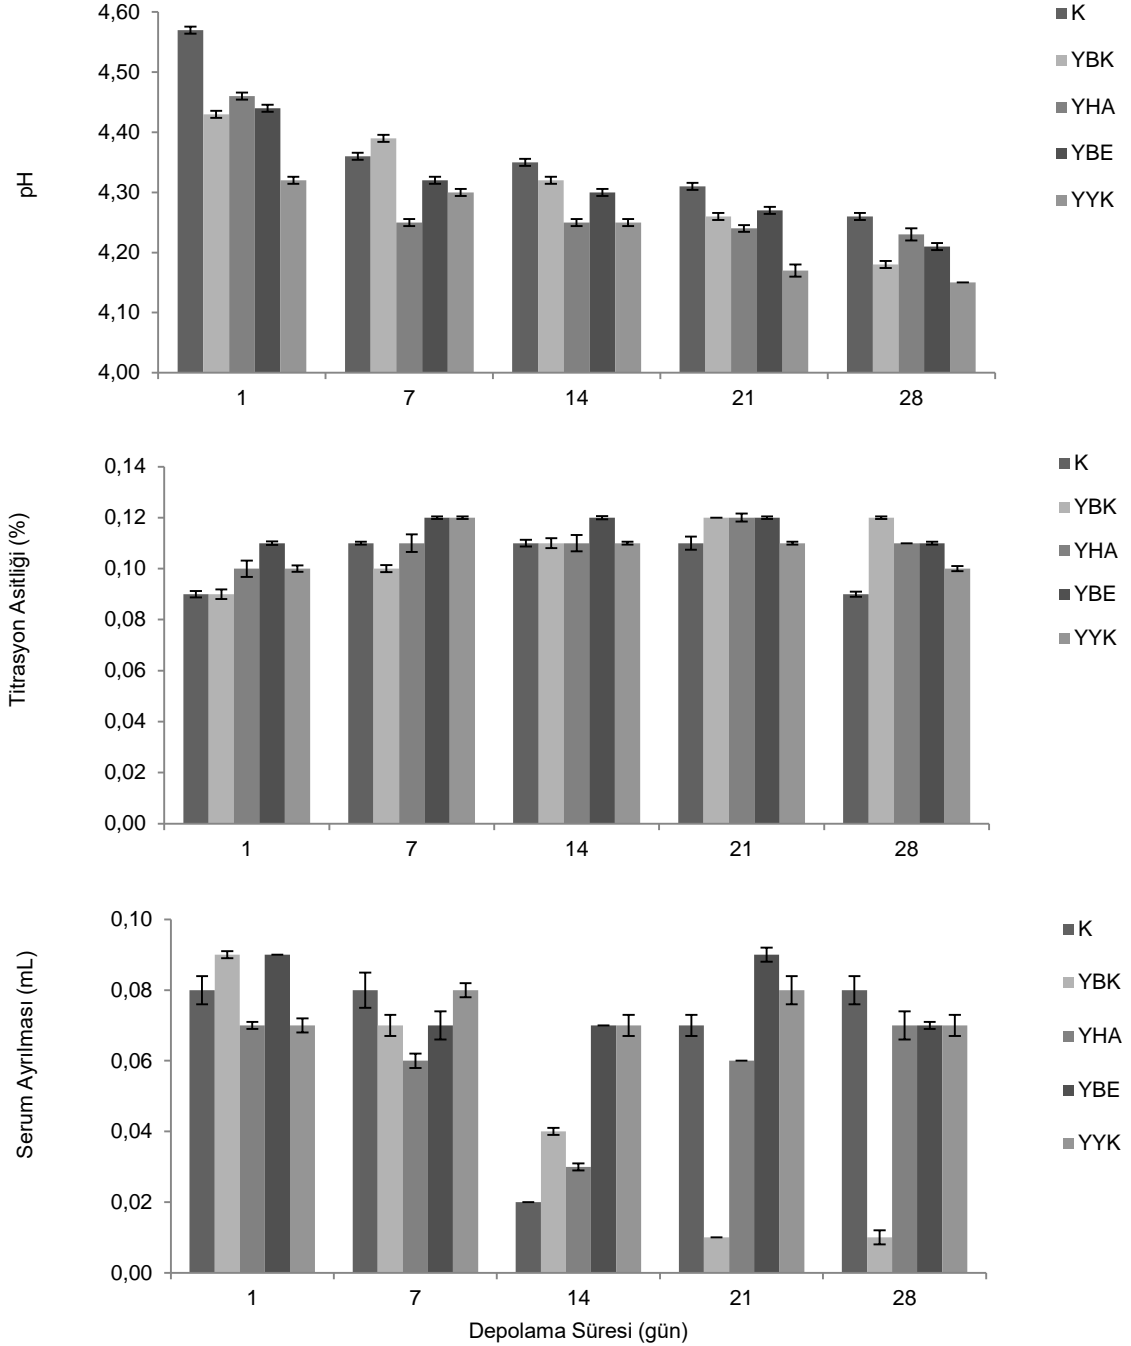 4,60
4,50
4,40
4,30
4,20
4,10
4,00
pH
1 7 14 21 28
K
YBK
YHA
YBE
YYK
0,14
0,12
0,10
0,08
0,06
0,04
0,02
0,00
Titrasyon Asitliği (%)
1 7 14 21 28
K
YBK
YHA
YBE
YYK
0,10
0,08
0,06
0,04
0,02
0,00
Serum Ayrılması (mL)
1 7 14 21 28
Depolama Süresi (gün)
K
YBK
YHA
YBE
YYK